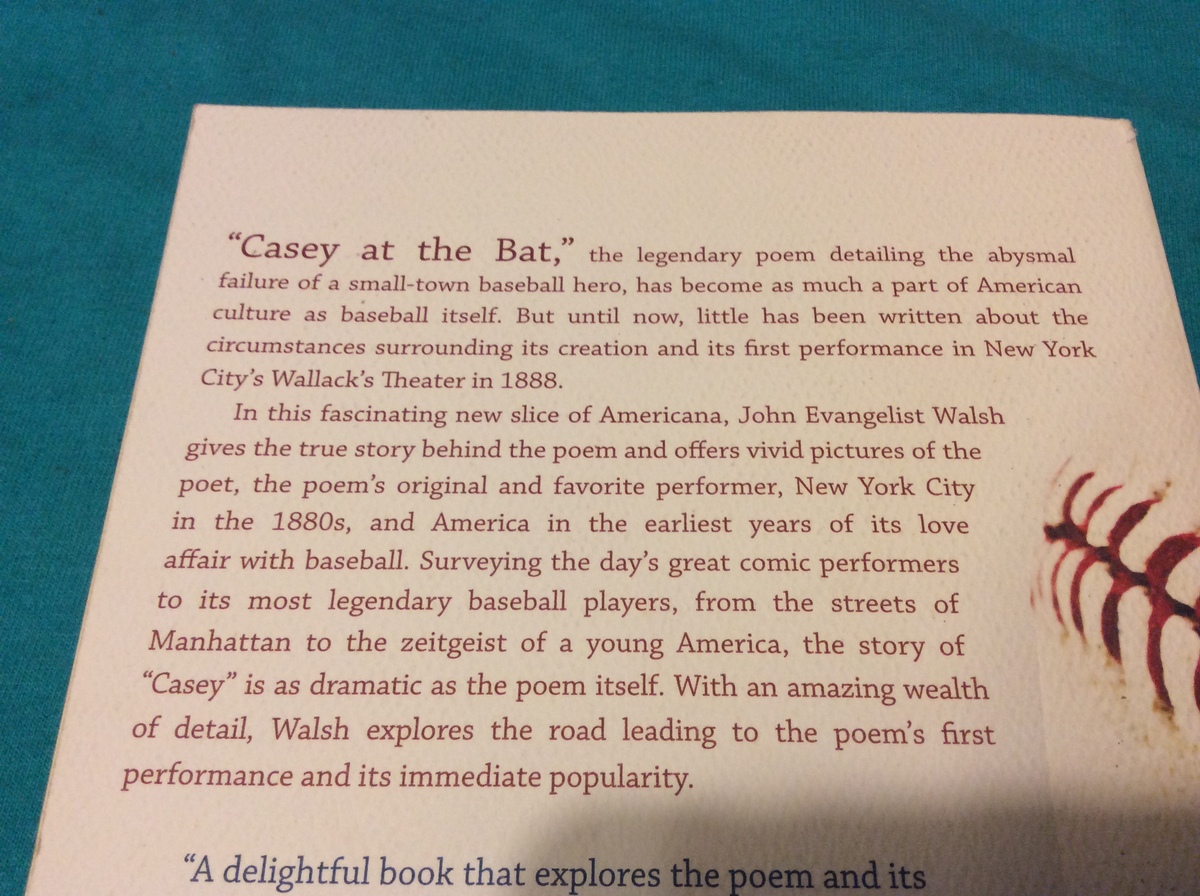 “Casey at the Bat,” the legendary poem detailing the abysmal
failure of a small-town baseball hero, has become as much a part of American
culture as baseball itself. But until now, little has been written about the
circumstances surrounding its creation and its first performance in New York
City’s Wallack’s Theater in 1888.
In this fascinating new slice of Americana, John Evangelist Walsh
gives the true story behind the poem and offers vivid pictures of the
poet, the poem’s original and favorite performer, New York City
in the 1880s, and America in the earliest years of its love
affair with baseball. Surveying the day’s great comic performers
to its most legendary baseball players, from the streets of
Manhattan to the zeitgeist of a young America, the story of
“Casey” is as dramatic as the poem itself. With an amazing wealth
of detail, Walsh explores the road leading to the poem’s first
performance and its immediate popularity.
“A delightful book that explores the poem and its